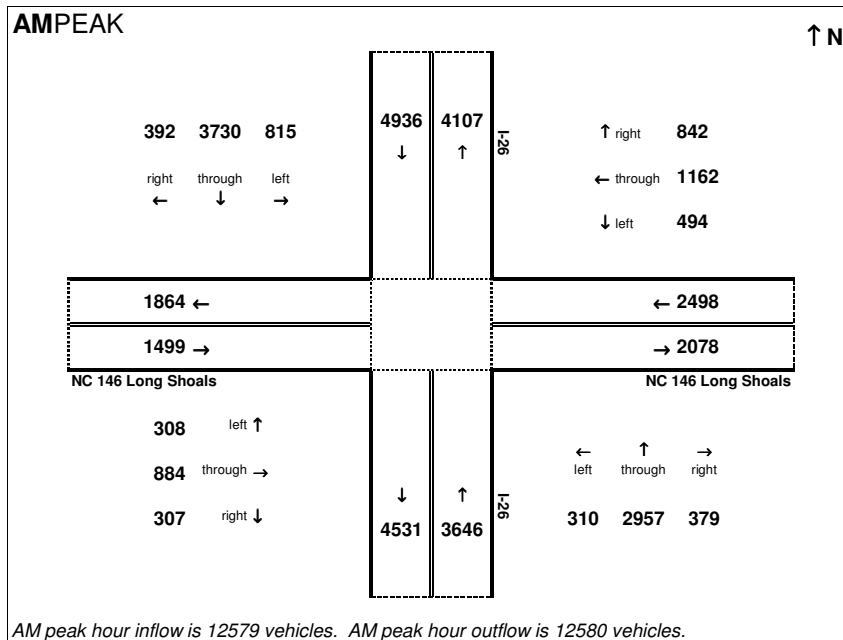 AMPEAK
↑ N
392 3730 815
right through left
← ↓ →
4936 4107
↓ ↑
I-26
↑ right 842
← through 1162
↓ left 494
1864 ←
1499 →
← 2498
→ 2078
NC 146 Long Shoals
NC 146 Long Shoals
308 left ↑
884 through →
307 right ↓
↓ ↑
4531 3646
I-26
← ↑ →
left through right
310 2957 379
AM peak hour inflow is 12579 vehicles. AM peak hour outflow is 12580 vehicles.